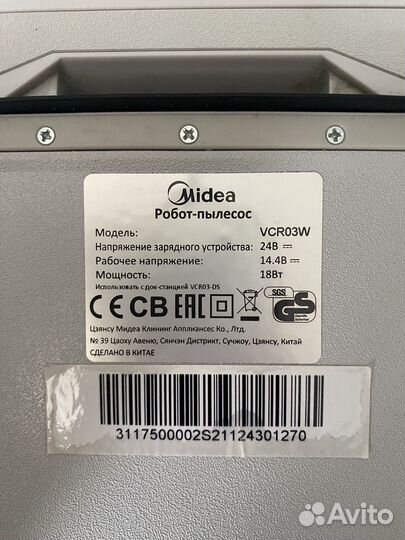 Midea
Робот-пылесос
Модель: VCR03W
Напряжение зарядного устройства: 24В
Рабочее напряжение: 14.4В
Мощность: 18Вт
Использовать с док-станцией VCR03-DS
CE CB EAC SGS GS
Цзянсу Мидеа Клининг Апплиансес Ко., Лтд.
№ 39 Цаоху Авеню, Сянчэн Дистрикт, Сучжоу, Цзянсу, Китай
СДЕЛАНО В КИТАЕ
3117500002S21124301270
Avito